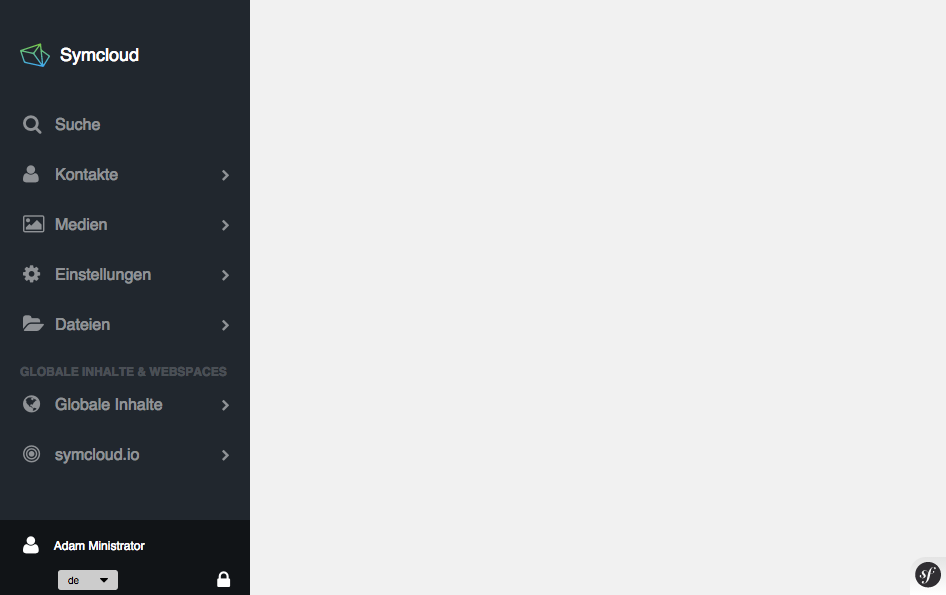 Symcloud
Suche
Kontakte
Medien
Einstellungen
Dateien
GLOBALE INHALTE & WEBSPACES
Globale Inhalte
symcloud.io
Adam Ministrator
de
sf